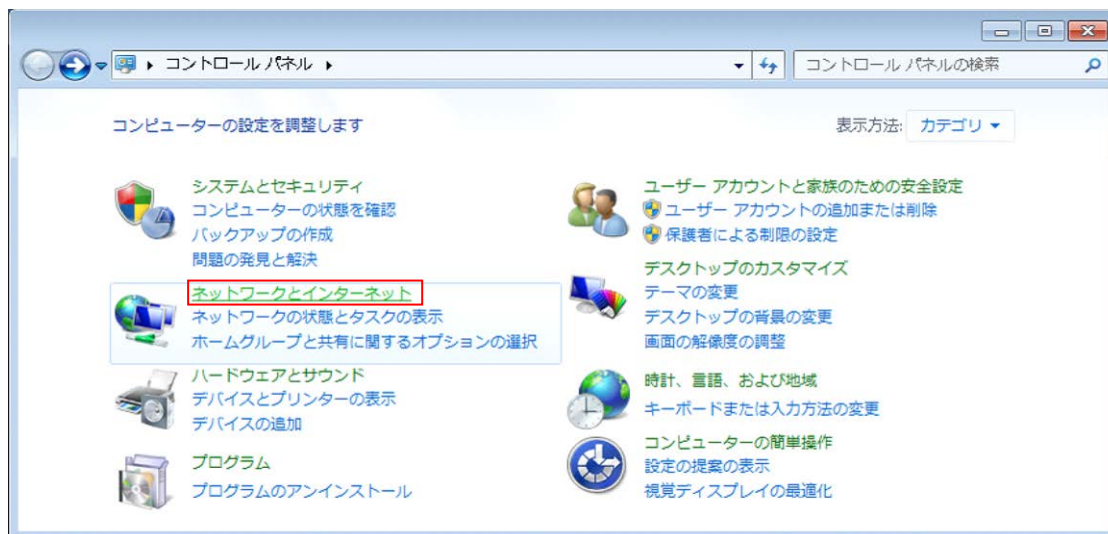 コントロール パネル
コントロール パネルの検索
コンピューターの設定を調整します
表示方法: カテゴリ
システムとセキュリティ
コンピューターの状態を確認
バックアップの作成
問題の発見と解決
ネットワークとインターネット
ネットワークの状態とタスクの表示
ホームグループと共有に関するオプションの選択
ハードウェアとサウンド
デバイスとプリンターの表示
デバイスの追加
プログラム
プログラムのアンインストール
ユーザー アカウントと家族のための安全設定
ユーザー アカウントの追加または削除
保護者による制限の設定
デスクトップのカスタマイズ
テーマの変更
デスクトップの背景の変更
画面の解像度の調整
時計、言語、および地域
キーボードまたは入力方法の変更
コンピューターの簡単操作
設定の提案の表示
視覚ディスプレイの最適化